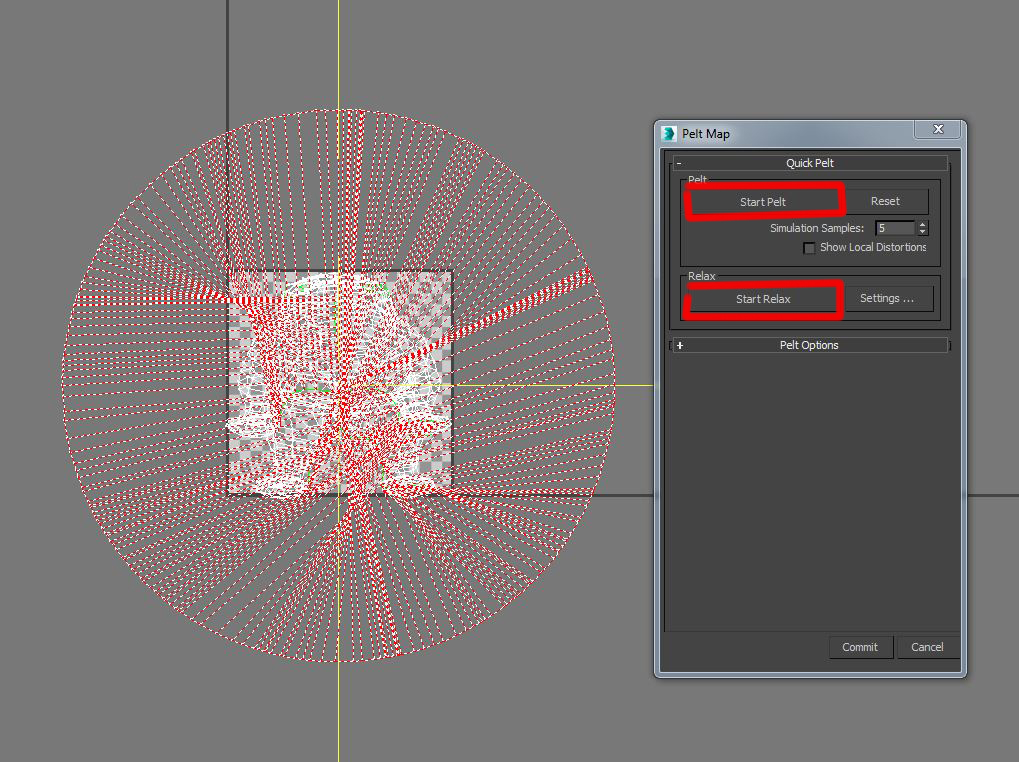 Pelt Map
X
- Quick Pelt
Pelt
Start Pelt Reset
Simulation Samples: 5
Show Local Distortions
Relax
Start Relax Settings ...
+ Pelt Options
Commit Cancel